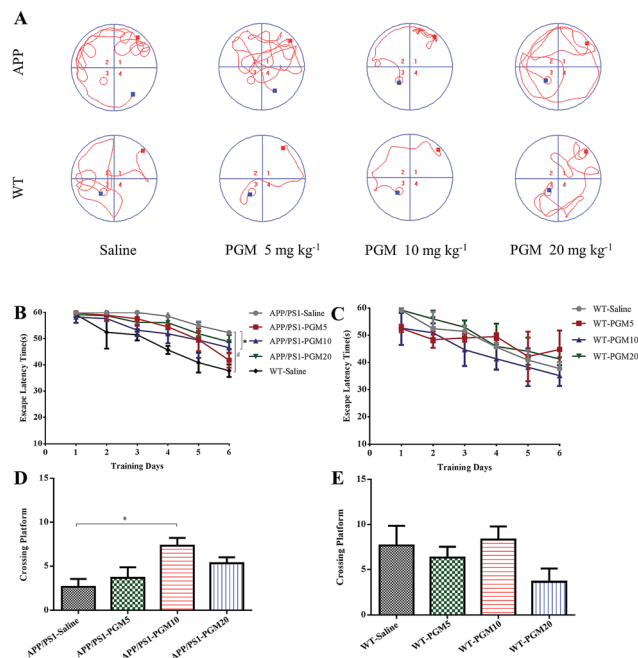 A
APP
2 1
3 4
2 1
3 4
2 1
3 4
2 1
3 4
WT
2 1
3 4
2 1
3 4
2 1
3 4
2 1
3 4
Saline PGM 5 mg kg-1 PGM 10 mg kg-1 PGM 20 mg kg-1
B
Escape Latency Time(s)
60
50
40
30
20
10
1 2 3 4 5 6
Training Days
APP/PS1-Saline
APP/PS1-PGM5
APP/PS1-PGM10
APP/PS1-PGM20
WT-Saline
*
#
C
Escape Latency Time(s)
60
50
40
30
20
10
1 2 3 4 5 6
Training Days
WT-Saline
WT-PGM5
WT-PGM10
WT-PGM20
D
Crossing Platform
15
10
5
0
*
APP/PS1-Saline
APP/PS1-PGM5
APP/PS1-PGM10
APP/PS1-PGM20
E
Crossing Platform
15
10
5
0
WT-Saline
WT-PGM5
WT-PGM10
WT-PGM20